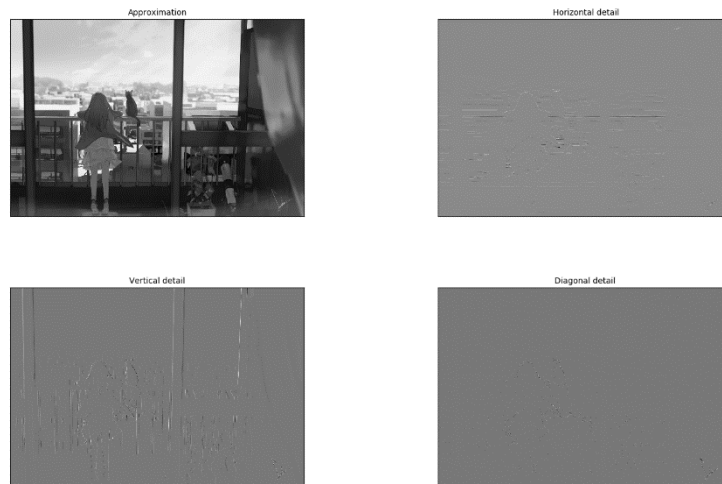 Approximation
Horizontal detail
Vertical detail
Diagonal detail